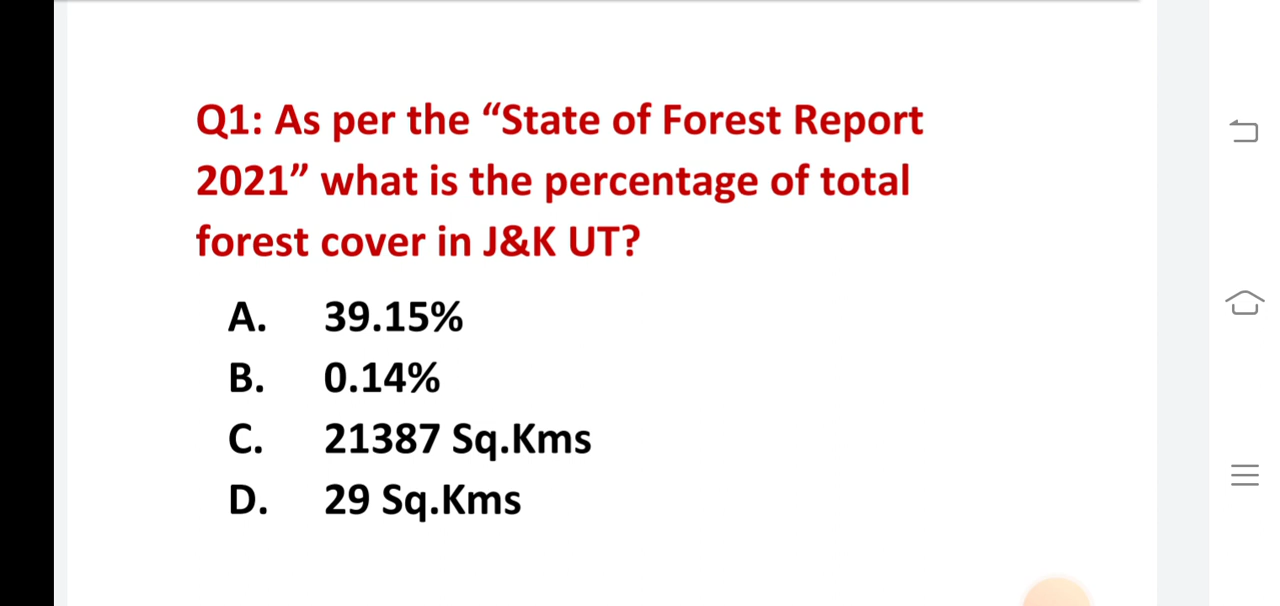 Q1: As per the “State of Forest Report
2021” what is the percentage of total
forest cover in J&K UT?
A. 39.15%
B. 0.14%
C. 21387 Sq.Kms
D. 29 Sq.Kms